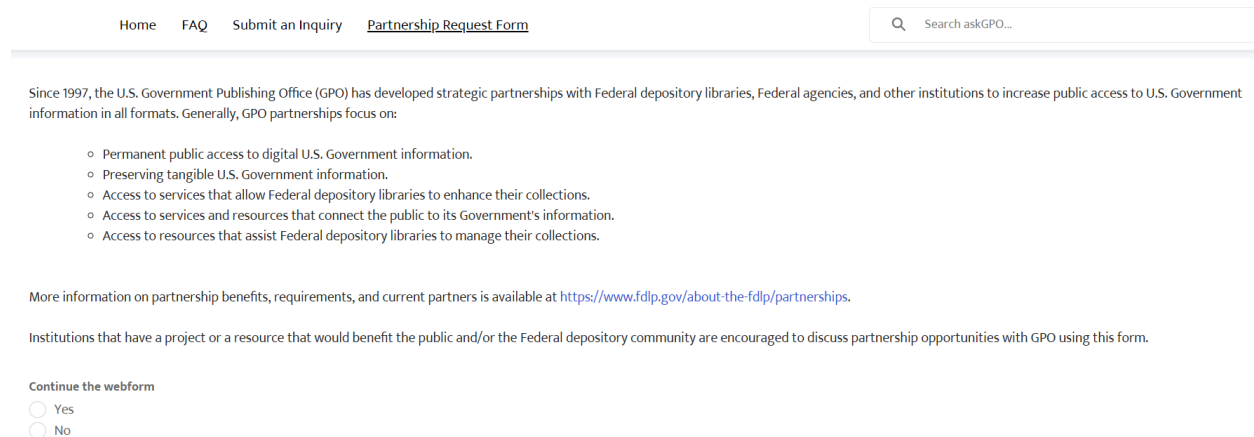 Home FAQ Submit an Inquiry Partnership Request Form Search askGPO...
Since 1997, the U.S. Government Publishing Office (GPO) has developed strategic partnerships with Federal depository libraries, Federal agencies, and other institutions to increase public access to U.S. Government
information in all formats. Generally, GPO partnerships focus on:
Permanent public access to digital U.S. Government information.
Preserving tangible U.S. Government information.
Access to services that allow Federal depository libraries to enhance their collections.
Access to services and resources that connect the public to its Government's information.
Access to resources that assist Federal depository libraries to manage their collections.
More information on partnership benefits, requirements, and current partners is available at https://www.fdlp.gov/about-the-fdlp/partnerships.
Institutions that have a project or a resource that would benefit the public and/or the Federal depository community are encouraged to discuss partnership opportunities with GPO using this form.
Continue the webform
Yes
No